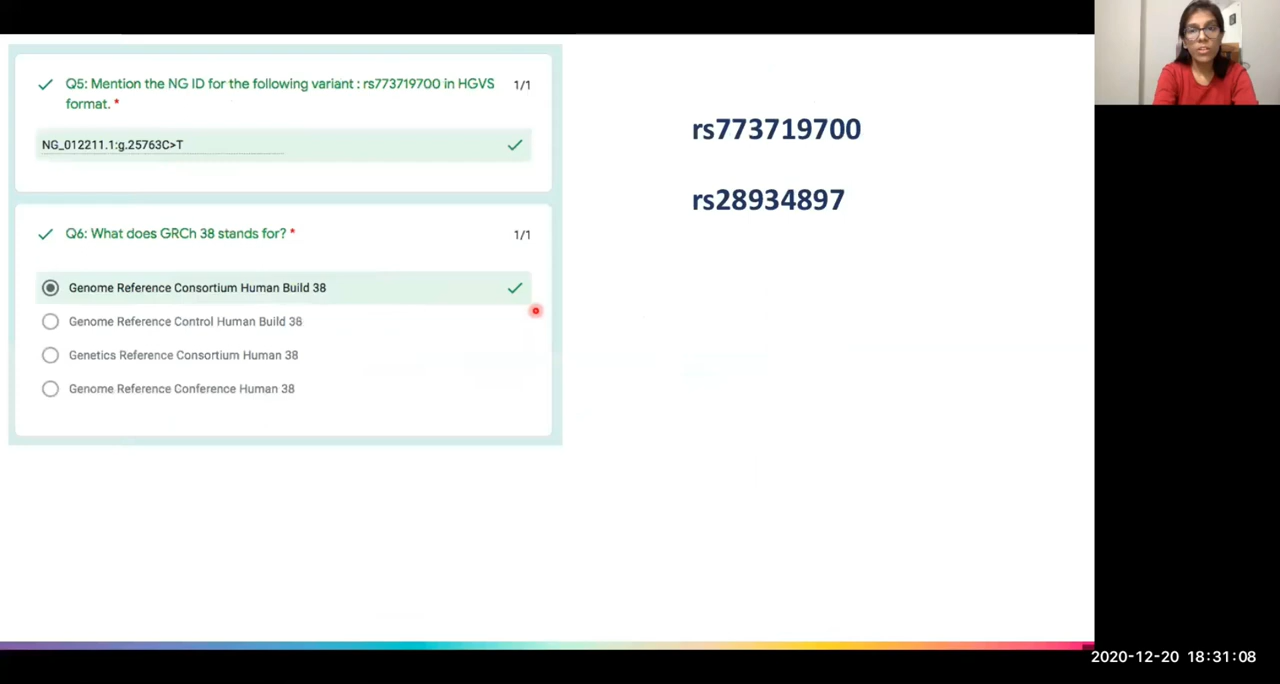 Q5: Mention the NG ID for the following variant : rs773719700 in HGVS
format. *
1/1
NG_012211.1:g.25763C>T
Q6: What does GRCh 38 stands for? *
1/1
Genome Reference Consortium Human Build 38
Genome Reference Control Human Build 38
Genetics Reference Consortium Human 38
Genome Reference Conference Human 38
rs773719700
rs28934897
2020-12-20 18:31:08